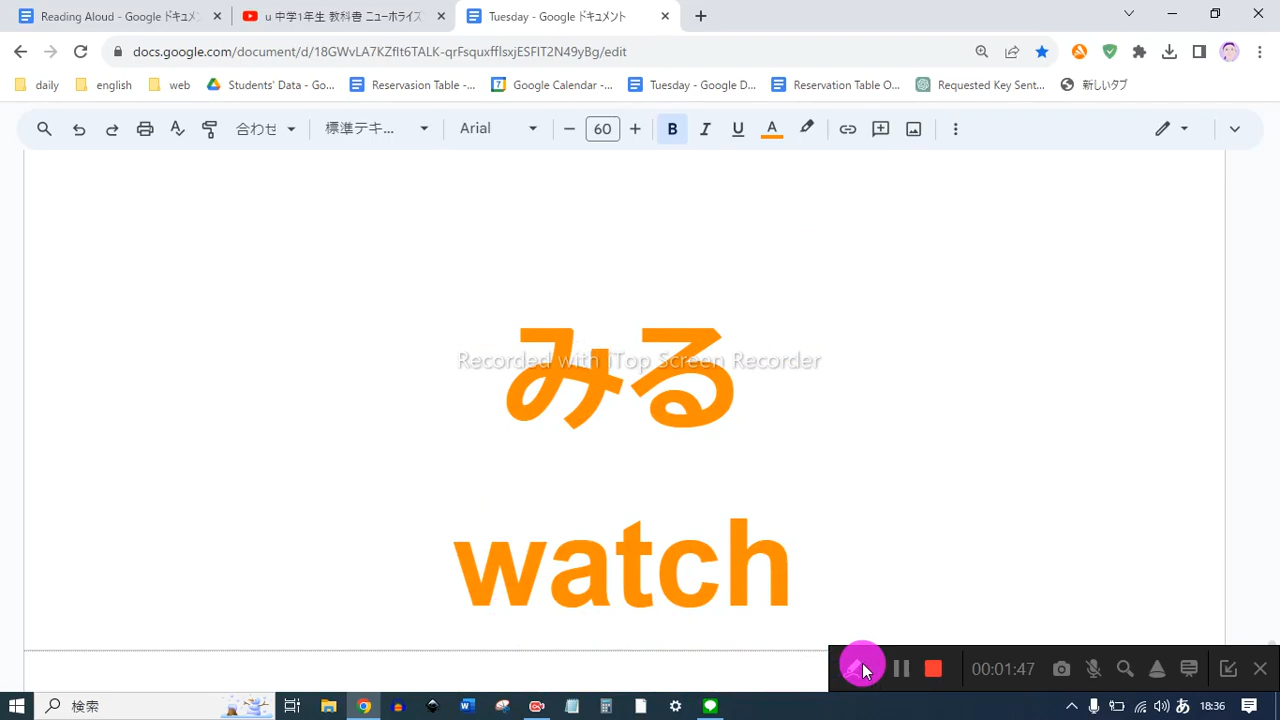 Reading Aloud - Google ドキュメ
u 中学1年生 教科書 ニューホライズ
Tuesday - Google ドキュメント
docs.google.com/document/d/18GWvLA7KZflt6TALK-qrFsquxfflsxjESFIT2N49yBg/edit
daily
english
web
Students' Data - Go...
Reservasion Table -...
Google Calendar -...
Tuesday - Google D...
Reservation Table O...
Requested Key Sent...
新しいタブ
合わせ
標準テキ...
Arial
60
B
I
U
A
みる
Recorded with iTop Screen Recorder
watch
00:01:47
検索
あ
18:36